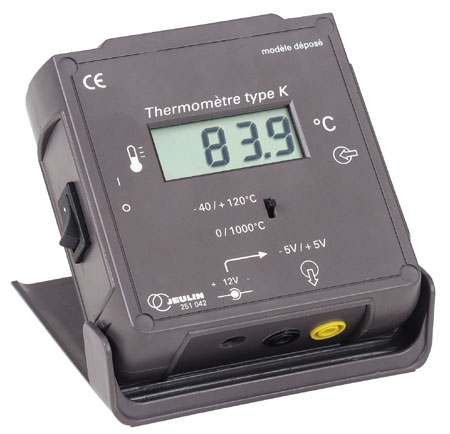 modèle déposé
CE
Thermomètre type K
83.9 °C
I
O
-40/+120°C
0/1000°C
-5V/+5V
+ 12V -
JEULIN
251 042